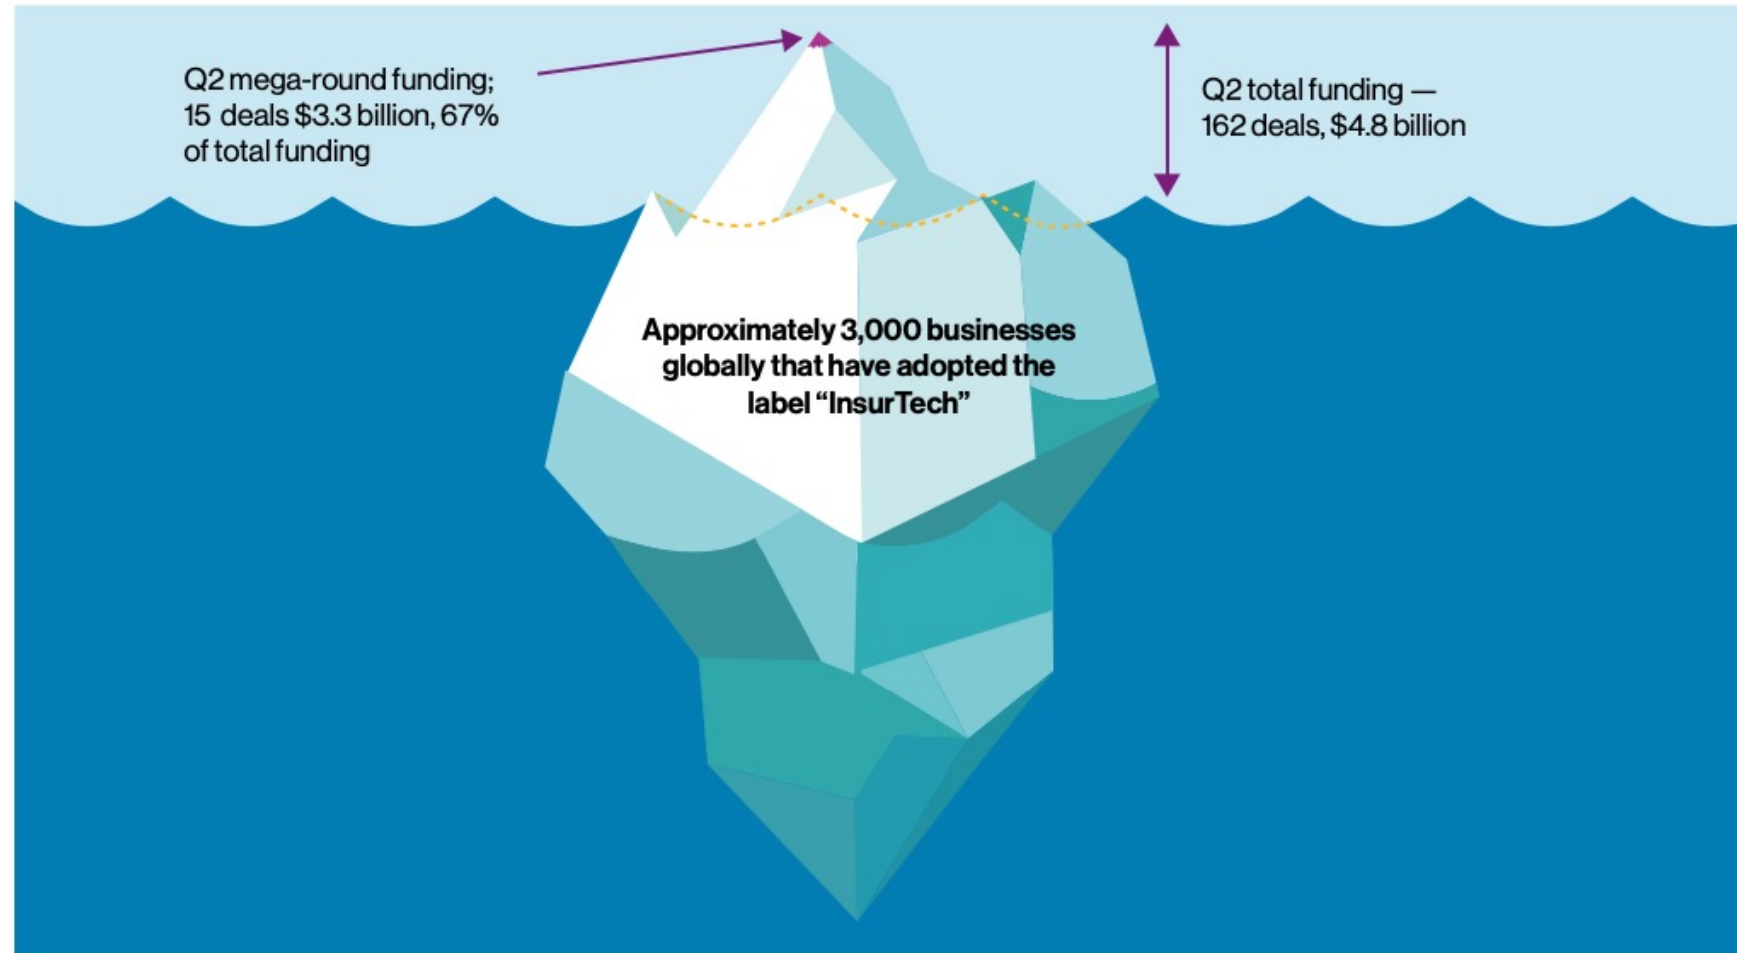 Q2 mega-round funding;
15 deals $3.3 billion, 67%
of total funding
Q2 total funding —
162 deals, $4.8 billion
Approximately 3,000 businesses
globally that have adopted the
label “InsurTech”